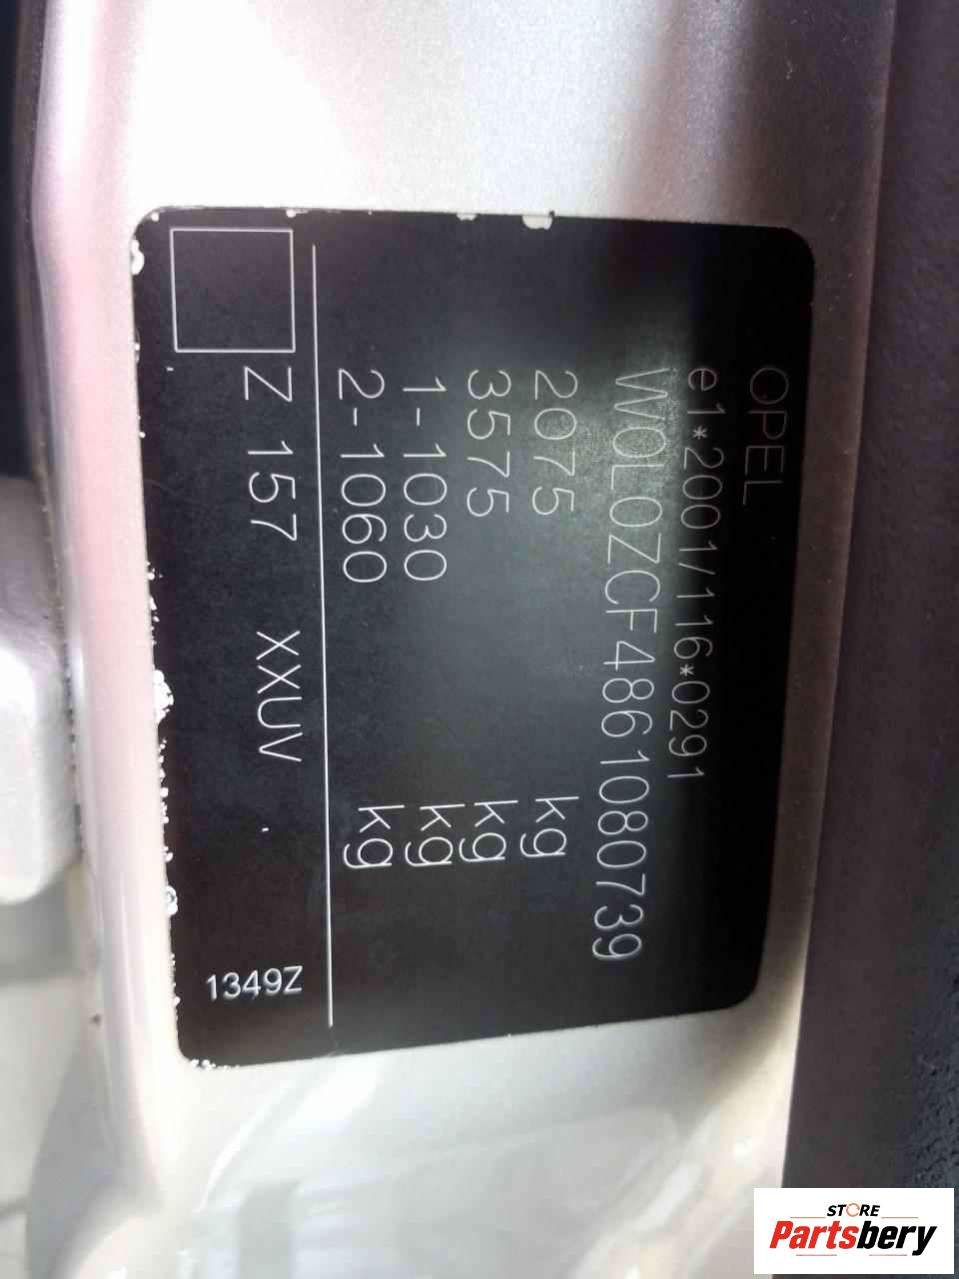 OPEL
e1*2001/116*0291
W0L0ZCF4861080739
2075 kg
3575 kg
1-1030 kg
2-1060 kg
Z 157 XXUV
1349Z
STORE
Partsbery